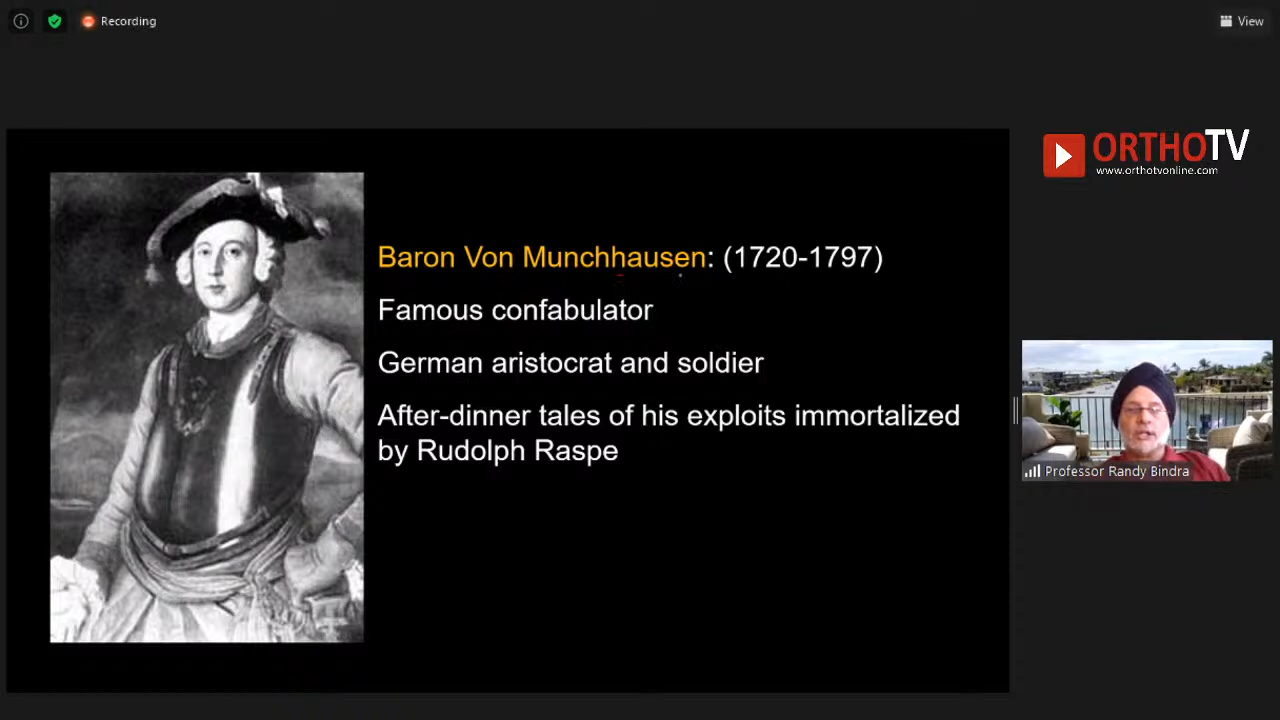 Recording
View
ORTHOTV
www.orthotvonline.com
Baron Von Munchhausen: (1720-1797)
Famous confabulator
German aristocrat and soldier
After-dinner tales of his exploits immortalized
by Rudolph Raspe
Professor Randy Bindra